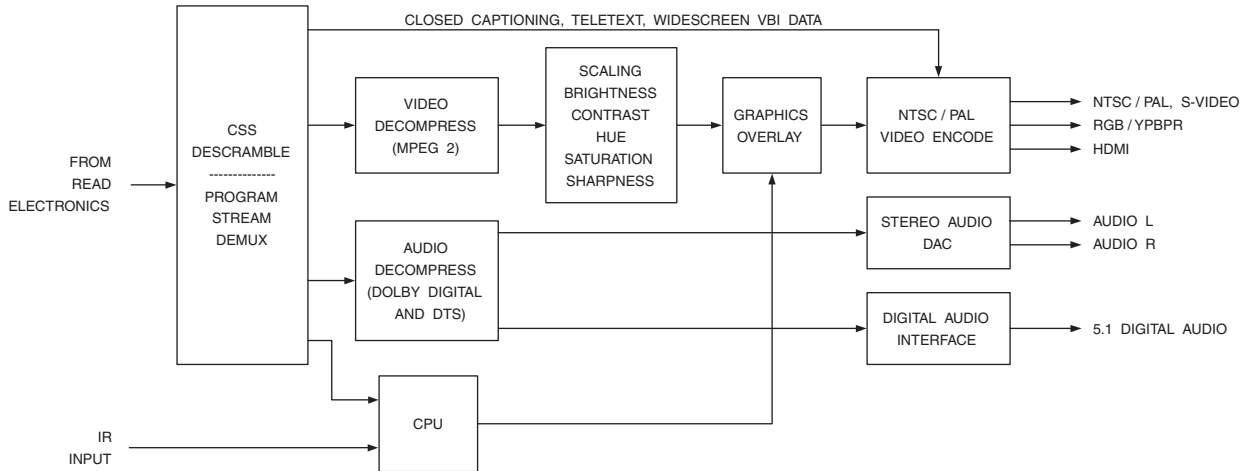 CLOSED CAPTIONING, TELETEXT, WIDESCREEN VBI DATA
FROM
READ
ELECTRONICS
CSS
DESCRAMBLE
--------------
PROGRAM
STREAM
DEMUX
VIDEO
DECOMPRESS
(MPEG 2)
SCALING
BRIGHTNESS
CONTRAST
HUE
SATURATION
SHARPNESS
GRAPHICS
OVERLAY
NTSC / PAL
VIDEO ENCODE
NTSC / PAL, S-VIDEO
RGB / YPBPR
HDMI
AUDIO
DECOMPRESS
(DOLBY DIGITAL
AND DTS)
STEREO AUDIO
DAC
AUDIO L
AUDIO R
DIGITAL AUDIO
INTERFACE
5.1 DIGITAL AUDIO
CPU
IR
INPUT